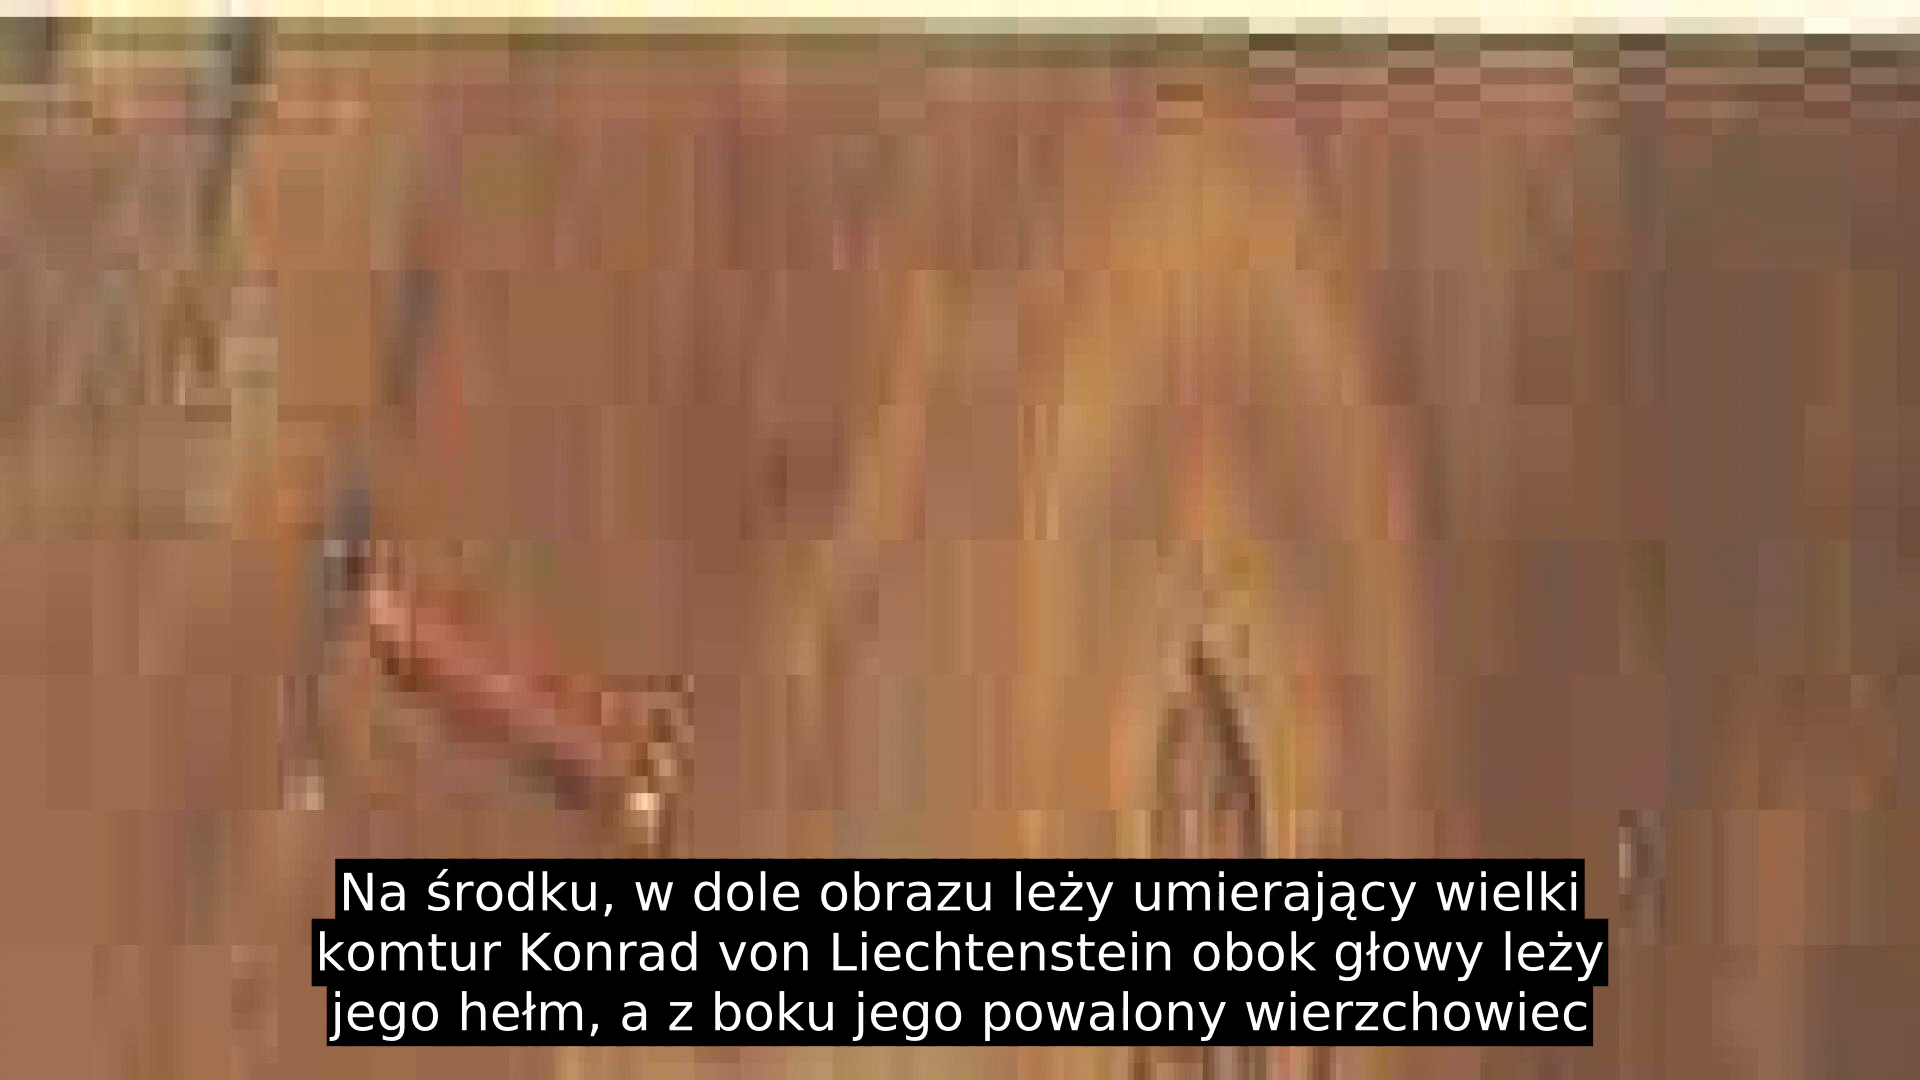 Na środku, w dole obrazu leży umierający wielki
komtur Konrad von Liechtenstein obok głowy leży
jego hełm, a z boku jego powalony wierzchowiec